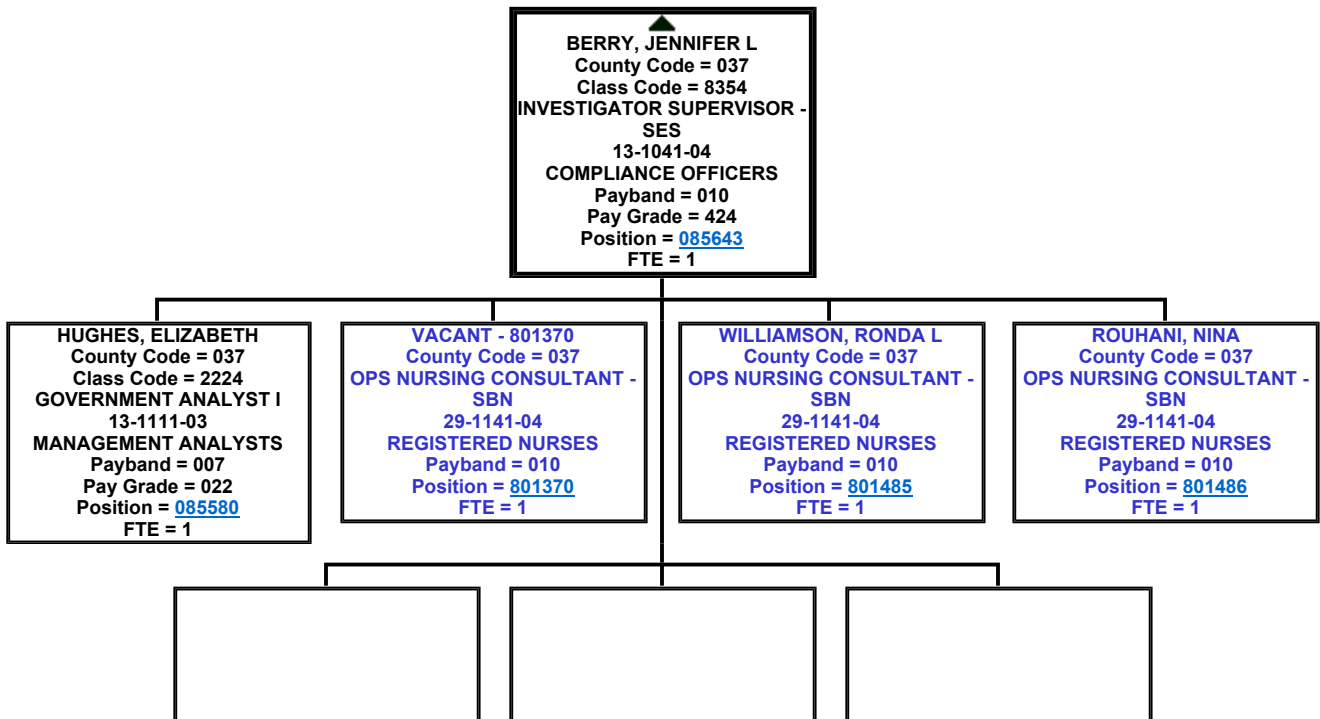 BERRY, JENNIFER L
County Code = 037
Class Code = 8354
INVESTIGATOR SUPERVISOR -
SES
13-1041-04
COMPLIANCE OFFICERS
Payband = 010
Pay Grade = 424
Position = 085643
FTE = 1
HUGHES, ELIZABETH
County Code = 037
Class Code = 2224
GOVERNMENT ANALYST I
13-1111-03
MANAGEMENT ANALYSTS
Payband = 007
Pay Grade = 022
Position = 085580
FTE = 1
VACANT - 801370
County Code = 037
OPS NURSING CONSULTANT -
SBN
29-1141-04
REGISTERED NURSES
Payband = 010
Position = 801370
FTE = 1
WILLIAMSON, RONDA L
County Code = 037
OPS NURSING CONSULTANT -
SBN
29-1141-04
REGISTERED NURSES
Payband = 010
Position = 801485
FTE = 1
ROUHANI, NINA
County Code = 037
OPS NURSING CONSULTANT -
SBN
29-1141-04
REGISTERED NURSES
Payband = 010
Position = 801486
FTE = 1